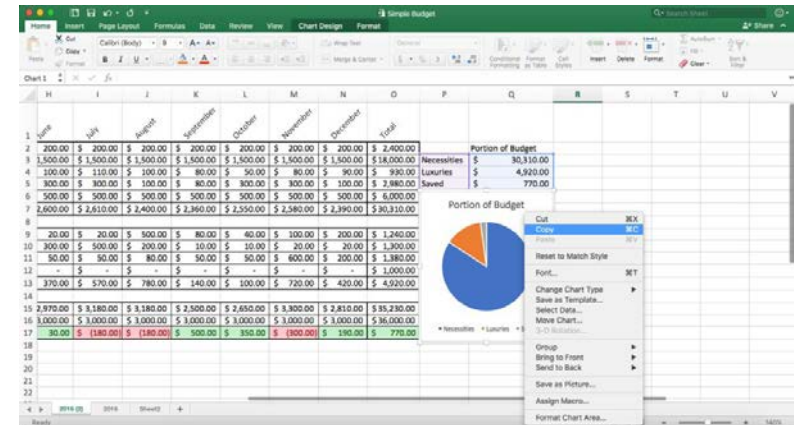 Simple Budget
Search Sheet
Home Insert Page Layout Formulas Data Review View Chart Design Format Share
Cut Calibri (Body) Wrap Text
Copy Merge & Center Conditional Formatting Format as Table Cell Styles Insert Delete Format Clear
Paste
Chart 1 fx
H I J K L M N O P Q R S T U V
1 June July August September October November December Total
2 200.00 $ 200.00 $ 200.00 $ 200.00 $ 200.00 $ 200.00 $ 200.00 $ 2,400.00 Portion of Budget
3 1,500.00 $ 1,500.00 $ 1,500.00 $ 1,500.00 $ 1,500.00 $ 1,500.00 $ 1,500.00 $18,000.00 Necessities $ 30,310.00
4 100.00 $ 110.00 $ 100.00 $ 80.00 $ 50.00 $ 80.00 $ 90.00 $ 930.00 Luxuries $ 4,920.00
5 300.00 $ 300.00 $ 100.00 $ 80.00 $ 300.00 $ 300.00 $ 100.00 $ 2,980.00 Saved $ 770.00
6 500.00 $ 500.00 $ 500.00 $ 500.00 $ 500.00 $ 500.00 $ 500.00 $ 6,000.00
7 2,600.00 $ 2,610.00 $ 2,400.00 $ 2,360.00 $ 2,550.00 $ 2,580.00 $ 2,390.00 $30,310.00
8
9 20.00 $ 20.00 $ 500.00 $ 80.00 $ 40.00 $ 100.00 $ 200.00 $ 1,240.00
10 300.00 $ 500.00 $ 200.00 $ 10.00 $ 10.00 $ 20.00 $ 20.00 $ 1,300.00
11 50.00 $ 50.00 $ 80.00 $ 50.00 $ 50.00 $ 600.00 $ 200.00 $ 1,380.00
12 - $ - $ - $ - $ - $ - $ - $ 1,000.00
13 370.00 $ 570.00 $ 780.00 $ 140.00 $ 100.00 $ 720.00 $ 420.00 $ 4,920.00
14
15 2,970.00 $ 3,180.00 $ 3,180.00 $ 2,500.00 $ 2,650.00 $ 3,300.00 $ 2,810.00 $35,230.00
16 3,000.00 $ 3,000.00 $ 3,000.00 $ 3,000.00 $ 3,000.00 $ 3,000.00 $ 3,000.00 $36,000.00
17 30.00 $ (180.00) $ (180.00) $ 500.00 $ 350.00 $ (300.00) $ 190.00 $ 770.00
18
19
20
21
22
Portion of Budget
Necessities Luxuries
Cut ⌘X
Copy ⌘C
Paste ⌘V
Reset to Match Style
Font... ⌘T
Change Chart Type
Save as Template...
Select Data...
Move Chart...
3-D Rotation...
Group
Bring to Front
Send to Back
Save as Picture...
Assign Macro...
Format Chart Area...
2016 Sheet2 +
Ready 140%